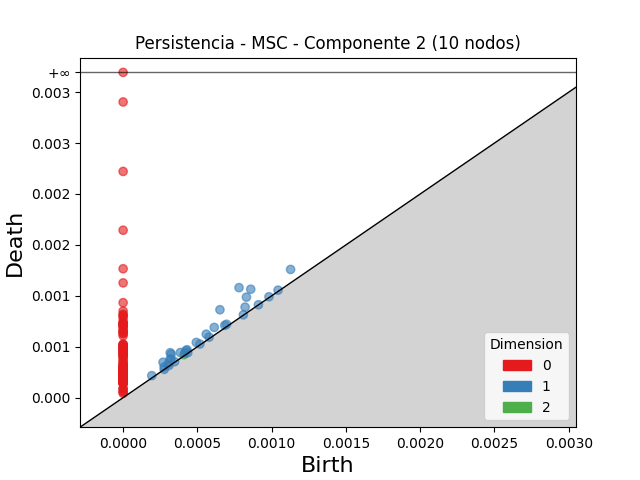 Persistencia - MSC - Componente 2 (10 nodos)
+∞
0.003
0.003
0.002
0.002
0.001
0.001
0.000
Death
0.0000 0.0005 0.0010 0.0015 0.0020 0.0025 0.0030
Birth
Dimension
0
1
2